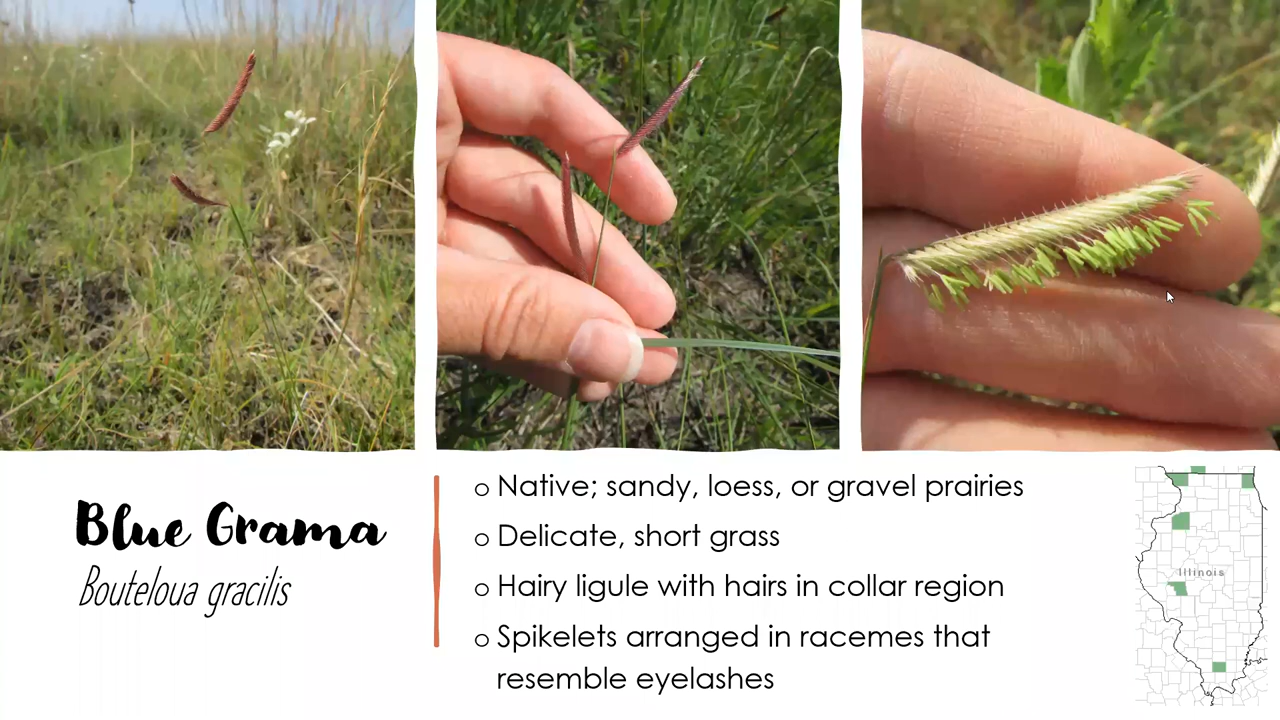 Blue Grama
Bouteloua gracilis
o Native; sandy, loess, or gravel prairies
o Delicate, short grass
o Hairy ligule with hairs in collar region
o Spikelets arranged in racemes that
resemble eyelashes
Illinois